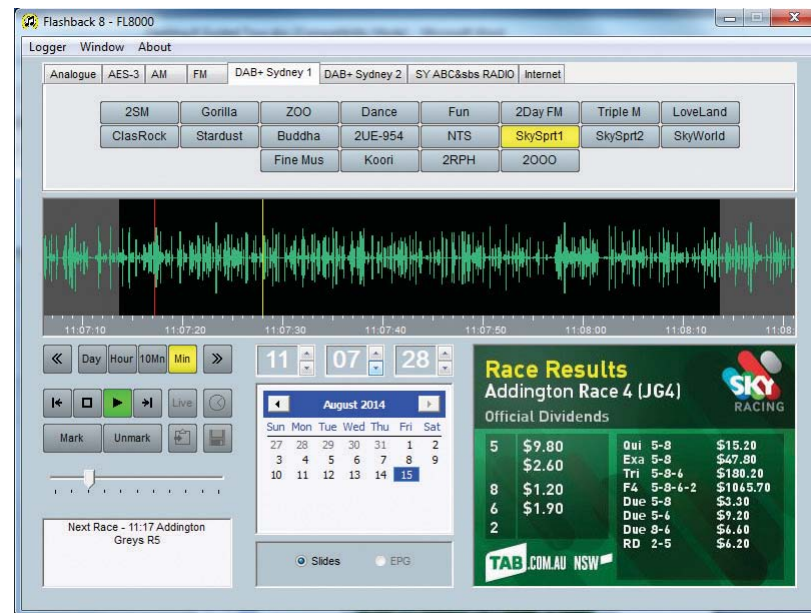 Flashback 8 - FL8000
Logger Window About
Analogue AES-3 AM FM DAB+ Sydney 1 DAB+ Sydney 2 SY ABC&sbs RADIO Internet
2SM Gorilla ZOO Dance Fun 2Day FM Triple M LoveLand
ClasRock Stardust Buddha 2UE-954 NTS SkySprt1 SkySprt2 SkyWorld
Fine Mus Koori 2RPH 2OOO
11:07:10 11:07:20 11:07:30 11:07:40 11:07:50 11:08:00 11:08:10 11:08:
Day Hour 10Mn Min
11 07 28
Live
Mark Unmark
Next Race - 11:17 Addington
Greys R5
August 2014
Sun Mon Tue Wed Thu Fri Sat
27 28 29 30 31 1 2
3 4 5 6 7 8 9
10 11 12 13 14 15
Slides EPG
Race Results
Addington Race 4 (JG4)
Official Dividends
SKY
RACING
5 $9.80
$2.60
8 $1.20
6 $1.90
2
Qui 5-8 $15.20
Exa 5-8 $47.80
Tri 5-8-6 $180.20
F4 5-8-6-2 $1065.70
Due 5-8 $3.30
Due 5-6 $9.20
Due 8-6 $6.60
RD 2-5 $6.20
TAB.COM.AU NSW